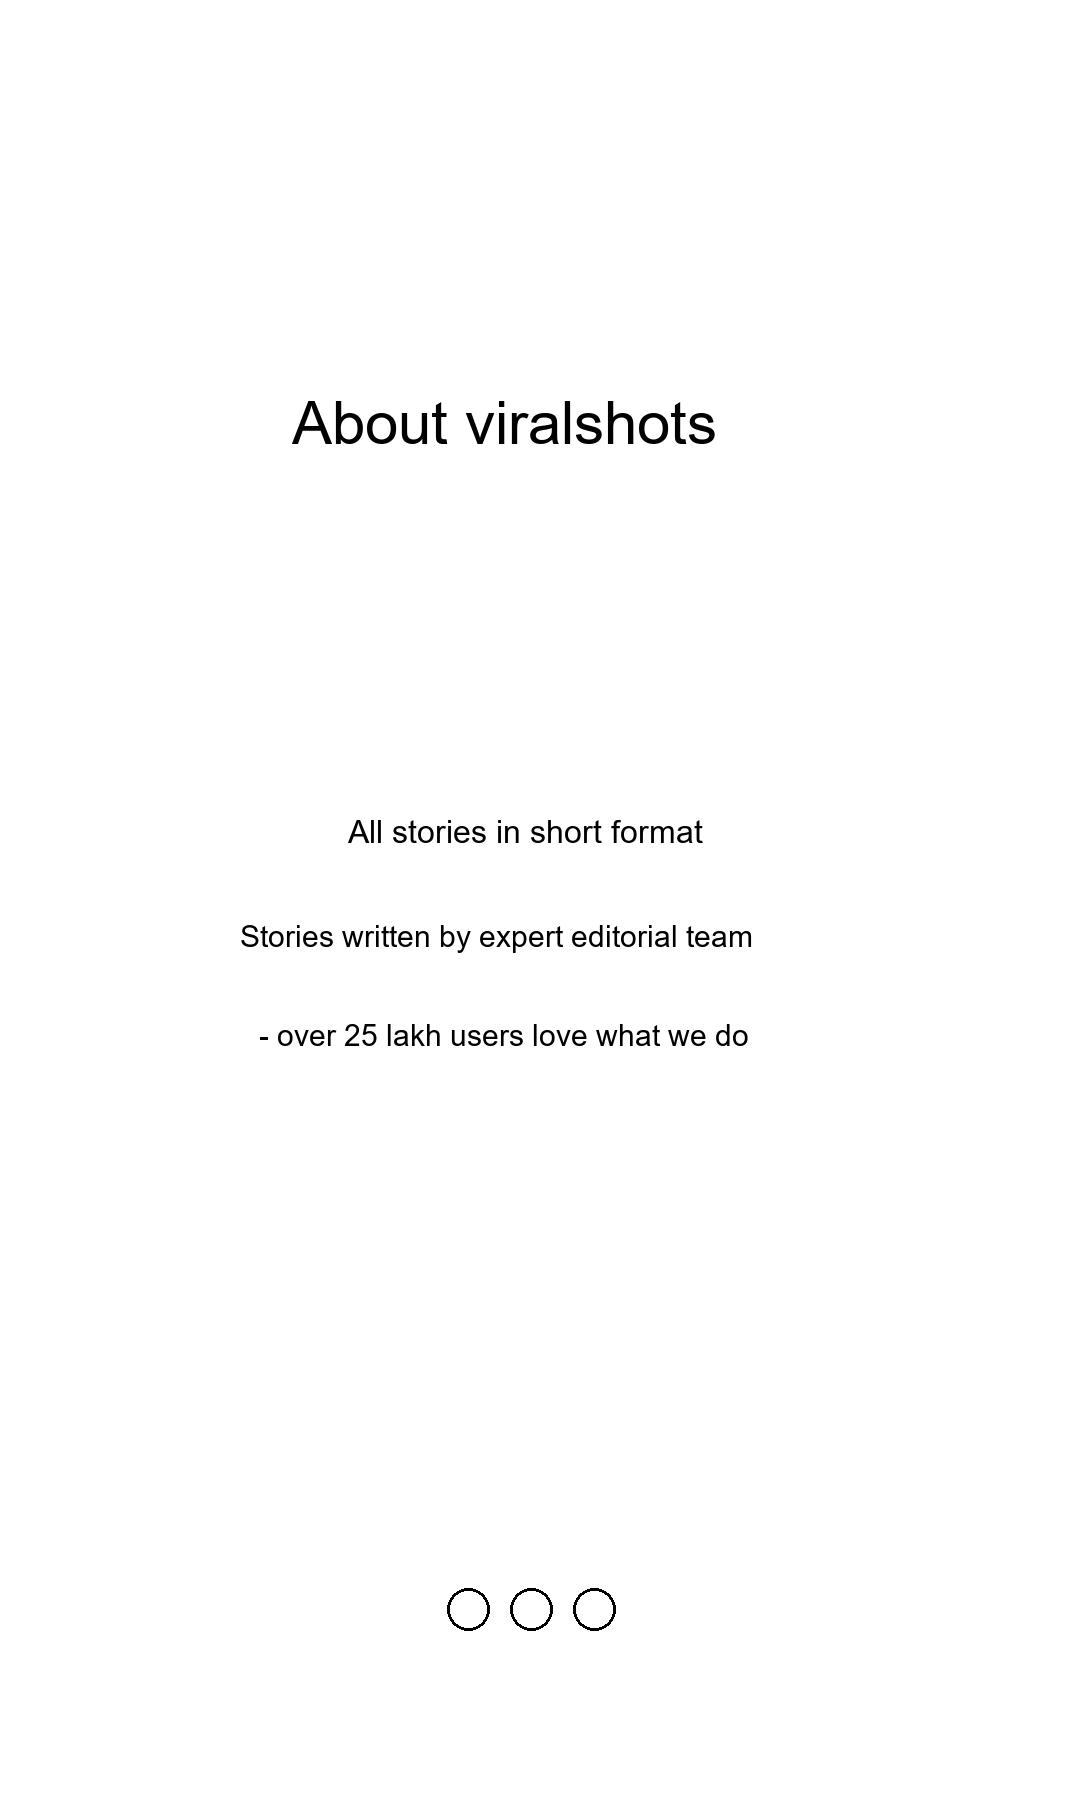 About viralshots
All stories in short format
Stories written by expert editorial team
- over 25 lakh users love what we do